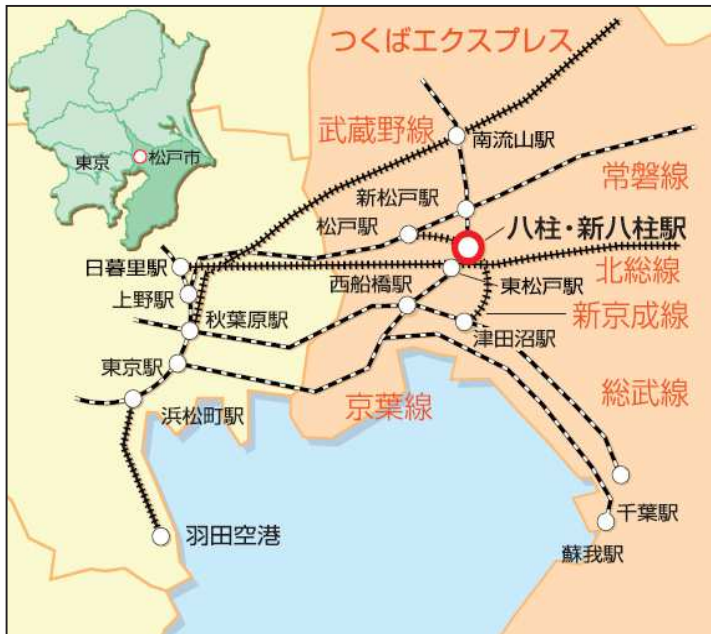 つくばエクスプレス
武蔵野線
南流山駅
東京
松戸市
新松戸駅
常磐線
松戸駅
八柱・新八柱駅
日暮里駅
北総線
西船橋駅
東松戸駅
上野駅
秋葉原駅
新京成線
津田沼駅
東京駅
総武線
京葉線
浜松町駅
千葉駅
羽田空港
蘇我駅